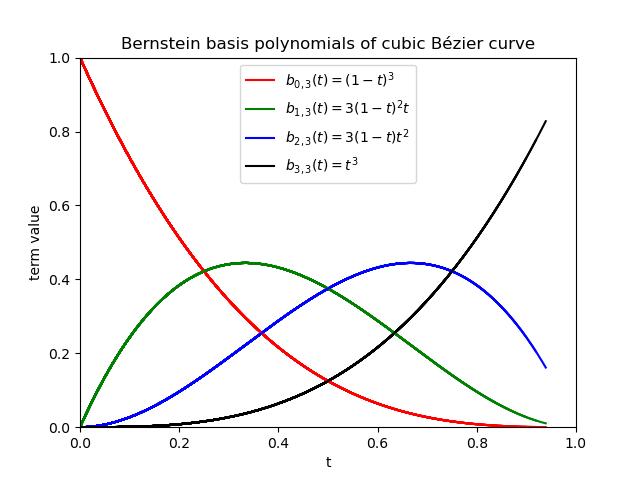 Bernstein basis polynomials of cubic Bézier curve
b₀,₃(t) = (1 − t)³
b₁,₃(t) = 3(1 − t)²t
b₂,₃(t) = 3(1 − t)t²
b₃,₃(t) = t³
term value
1.0
0.8
0.6
0.4
0.2
0.0
0.0 0.2 0.4 0.6 0.8 1.0
t